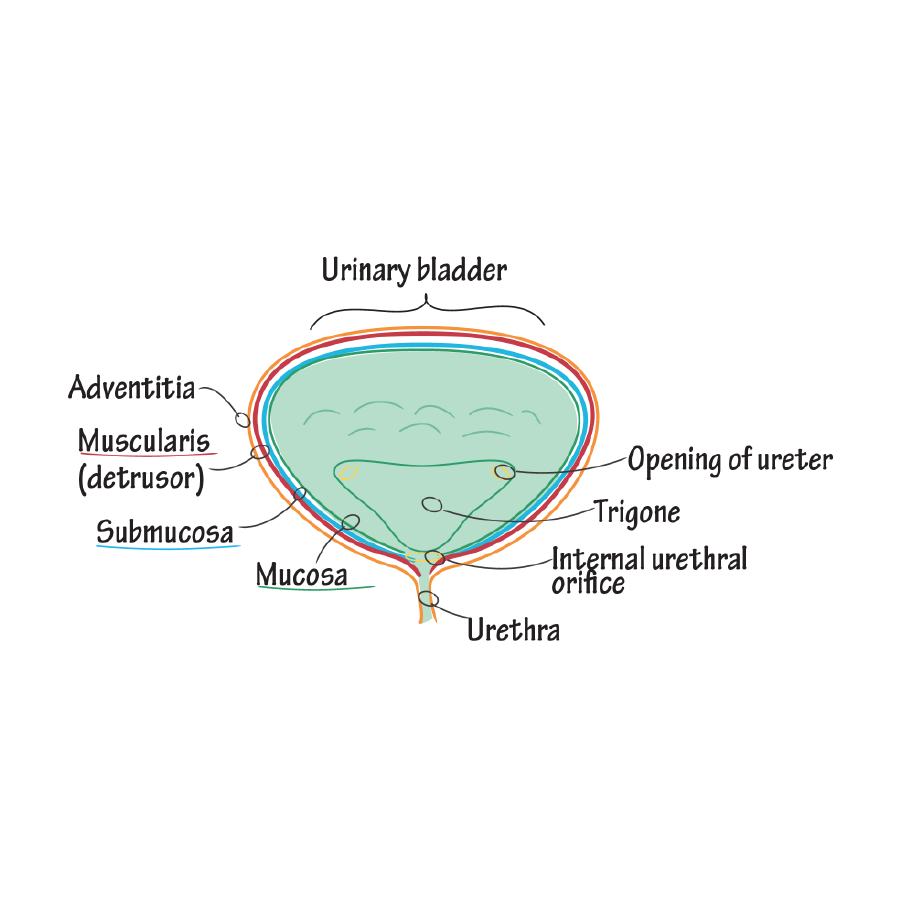 Urinary bladder
Adventitia
Muscularis
(detrusor)
Submucosa
Mucosa
Opening of ureter
Trigone
Internal urethral
orifice
Urethra